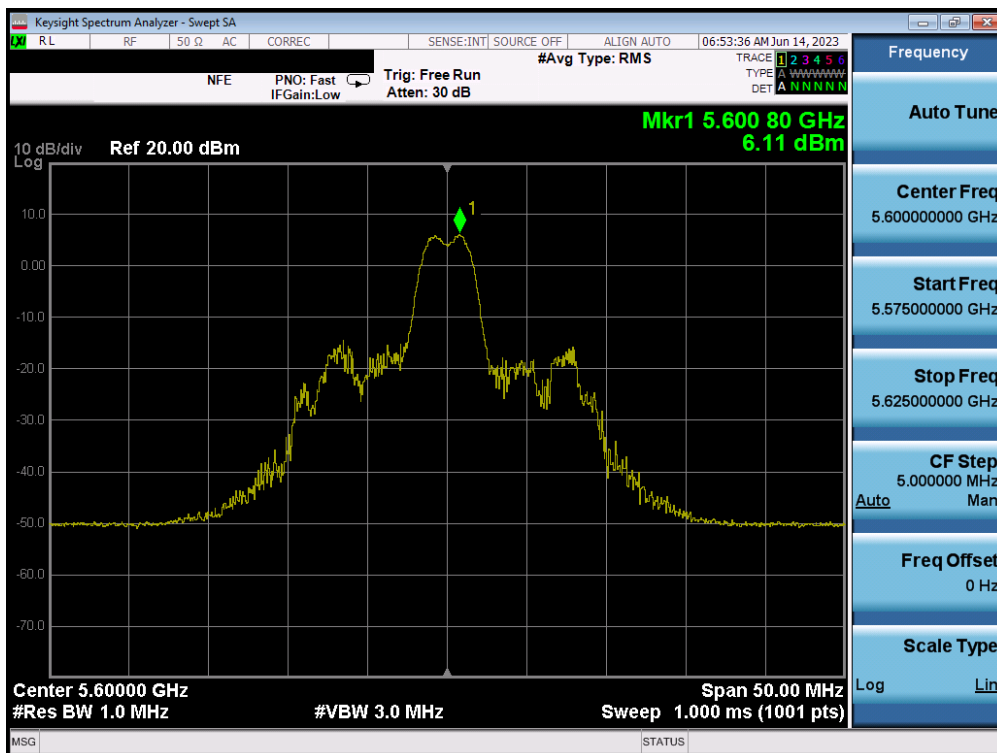 Keysight Spectrum Analyzer - Swept SA
LXI RL RF 50 Ω AC CORREC SENSE:INT SOURCE OFF ALIGN AUTO 06:53:36 AM Jun 14, 2023
Frequency
#Avg Type: RMS
TRACE 1 2 3 4 5 6
TYPE A WWWWW
DET A N N N N N
NFE PNO: Fast Trig: Free Run
IFGain:Low Atten: 30 dB
Auto Tune
Mkr1 5.600 80 GHz
6.11 dBm
10 dB/div Ref 20.00 dBm
Log
1
10.0
0.00
-10.0
-20.0
-30.0
-40.0
-50.0
-60.0
-70.0
Center Freq
5.600000000 GHz
Start Freq
5.575000000 GHz
Stop Freq
5.625000000 GHz
CF Step
5.000000 MHz
Auto Man
Freq Offset
0 Hz
Scale Type
Log Lin
Center 5.60000 GHz Span 50.00 MHz
#Res BW 1.0 MHz #VBW 3.0 MHz Sweep 1.000 ms (1001 pts)
MSG STATUS